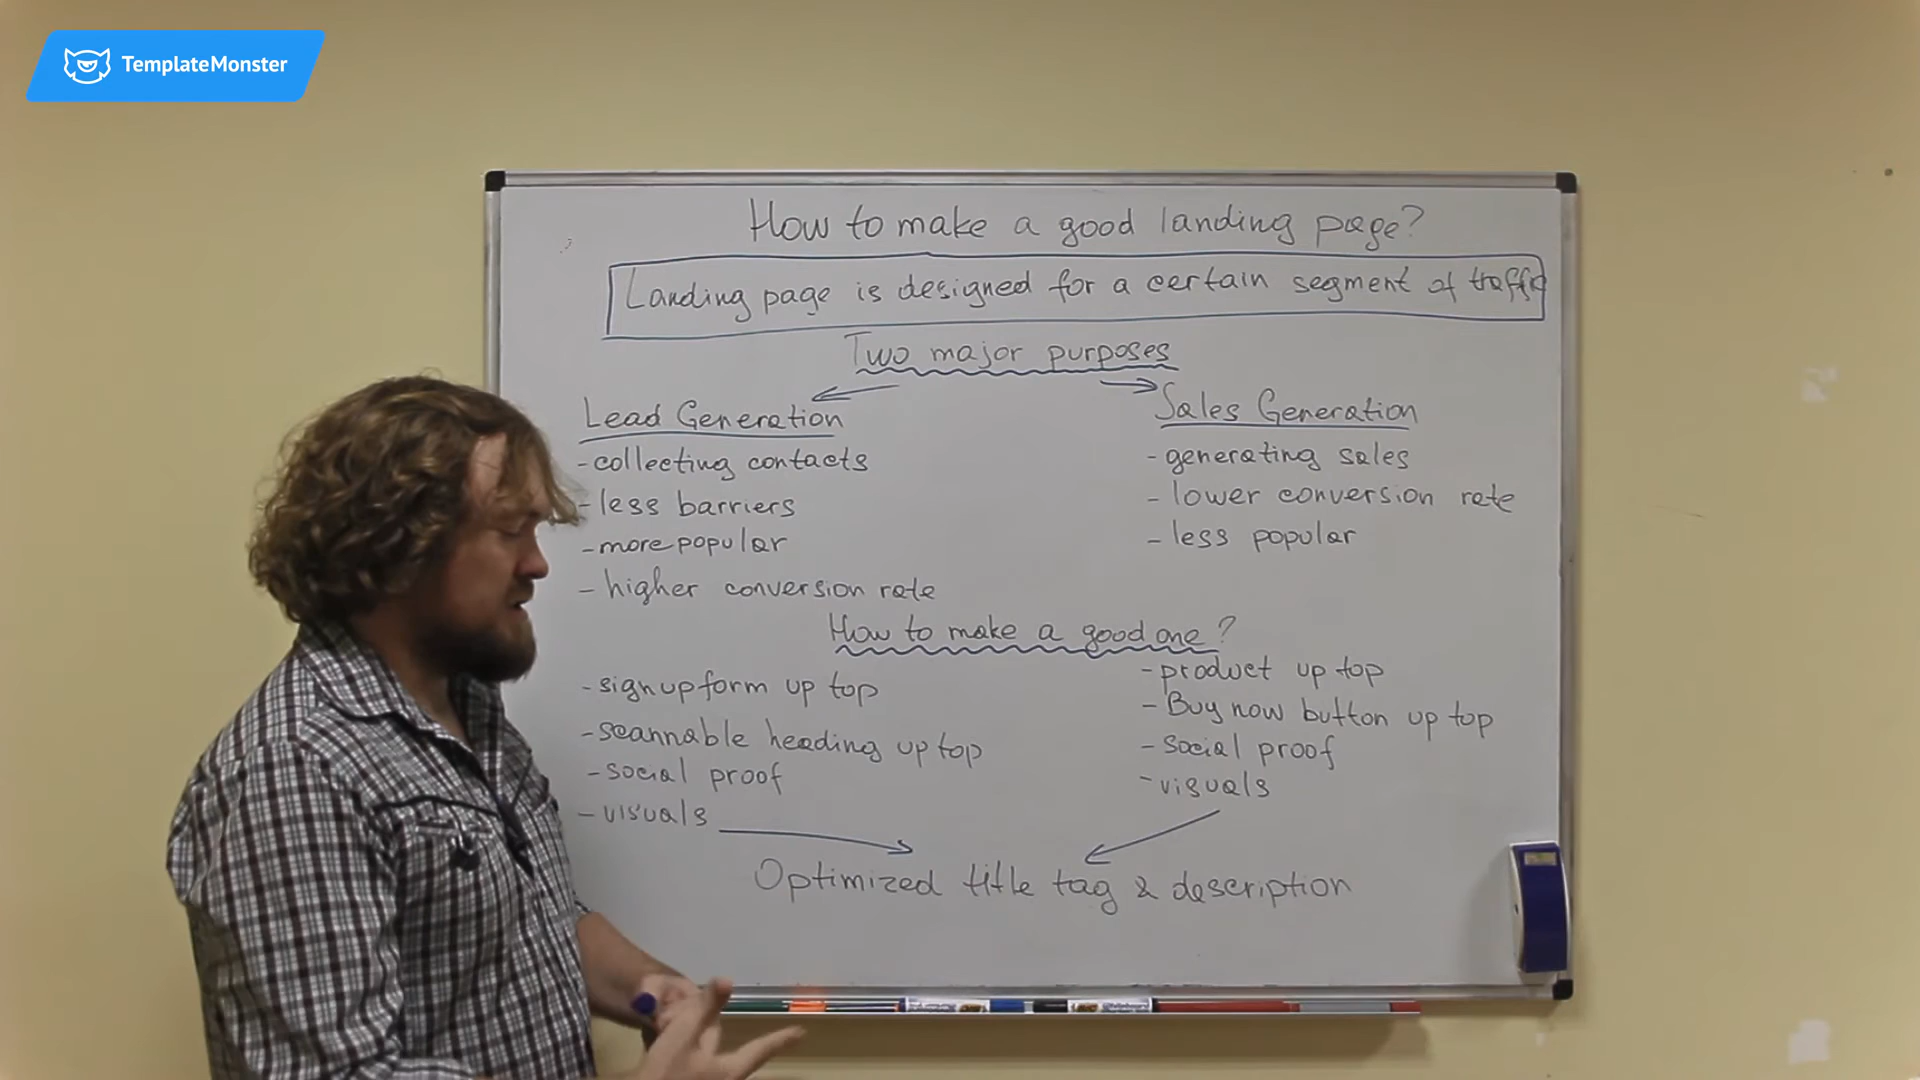 TemplateMonster
How to make a good landing page?
Landing page is designed for a certain segment of traffic
Two major purposes
Lead Generation
- collecting contacts
- less barriers
- more popular
- higher conversion rate
Sales Generation
- generating sales
- lower conversion rate
- less popular
How to make a good one?
- sign up form up top
- scannable heading up top
- social proof
- visuals
- product up top
- Buy now button up top
- social proof
- visuals
Optimized title tag & description